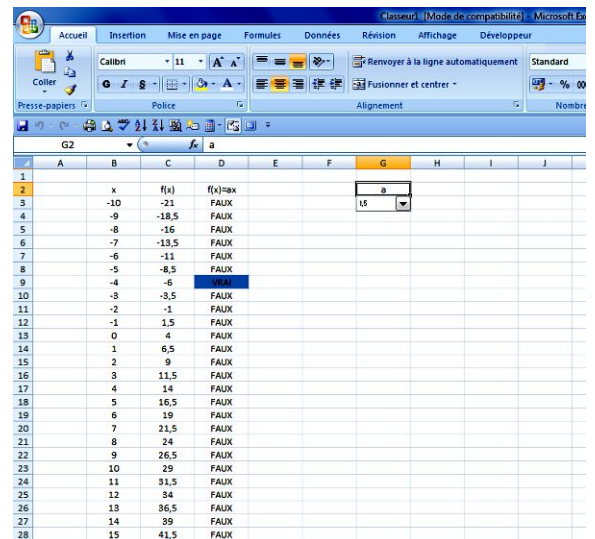 Classeur1 [Mode de compatibilité] - Microsoft Ex
Accueil Insertion Mise en page Formules Données Révision Affichage Développeur
Coller Calibri 11 A A Renvoyer à la ligne automatiquement Standard
G I S A Fusionner et centrer % 00
Presse-papiers Police Alignement Nombre
G2 fx a
A B C D E F G H I J
1
2 x f(x) f(x)=ax a
3 -10 -21 FAUX 1,5
4 -9 -18,5 FAUX
5 -8 -16 FAUX
6 -7 -13,5 FAUX
7 -6 -11 FAUX
8 -5 -8,5 FAUX
9 -4 -6 VRAI
10 -3 -3,5 FAUX
11 -2 -1 FAUX
12 -1 1,5 FAUX
13 0 4 FAUX
14 1 6,5 FAUX
15 2 9 FAUX
16 3 11,5 FAUX
17 4 14 FAUX
18 5 16,5 FAUX
19 6 19 FAUX
20 7 21,5 FAUX
21 8 24 FAUX
22 9 26,5 FAUX
23 10 29 FAUX
24 11 31,5 FAUX
25 12 34 FAUX
26 13 36,5 FAUX
27 14 39 FAUX
28 15 41,5 FAUX